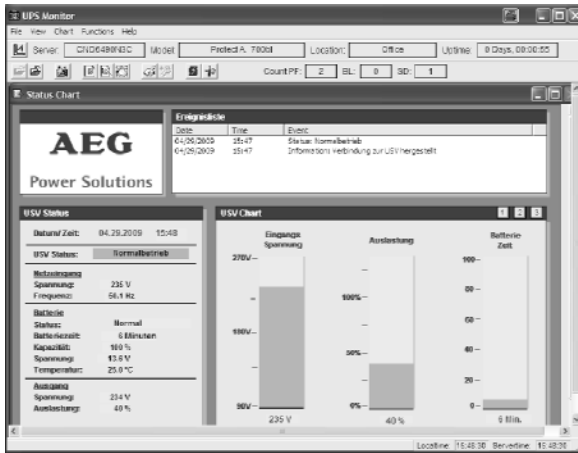 UPS Monitor
File View Chart Functions Help
Server: CND6490N3C Model: Protect A. 700bl Location: Office Uptime: 0 Days, 00:00:55
Count PF: 2 BL: 0 SD: 1
Status Chart
AEG
Power Solutions
Ereignisliste
Date Time Event
04/29/2009 15:47 Status: Normalbetrieb
04/29/2009 15:47 Information: Verbindung zur USV hergestellt
USV Status
Datum/Zeit: 04.29.2009 15:48
USV Status: Normalbetrieb
Netzeingang
Spannung: 235 V
Frequenz: 50.1 Hz
Batterie
Status: Normal
Batteriezeit: 6 Minuten
Kapazität: 100 %
Spannung: 13.6 V
Temperatur: 25.0 °C
Ausgang
Spannung: 234 V
Auslastung: 40 %
USV Chart
1 2 3
Eingangs
Spannung
270V
180V
90V
235 V
Auslastung
100%
50%
0%
40 %
Batterie
Zeit
100
80
60
40
20
0
6 Min.
Localtime: 15:48:30 Servertime: 15:48:30